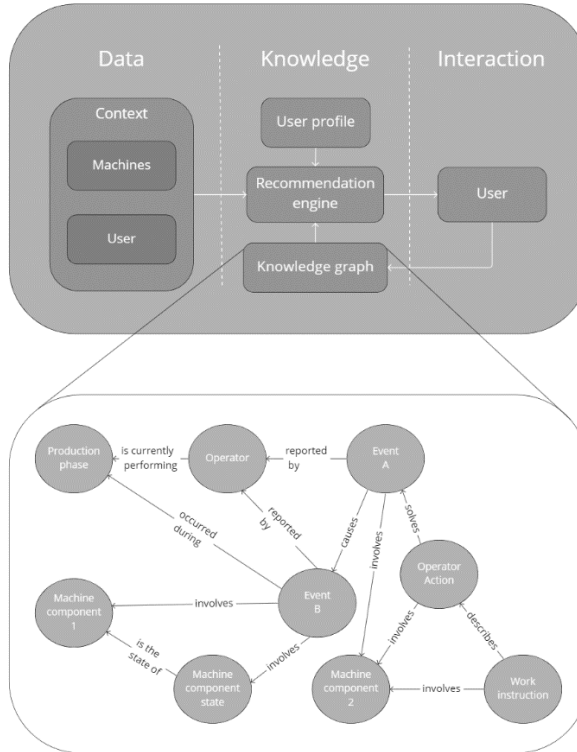 Data
Knowledge
Interaction
Context
Machines
User
User profile
Recommendation
engine
Knowledge graph
User
Production
phase
is currently
performing
Operator
reported
by
Event
A
occurred
during
reported
by
causes
involves
solves
Operator
Action
Machine
component
1
involves
Event
B
involves
describes
is the
state of
involves
Machine
component
state
Machine
component
2
involves
Work
instruction